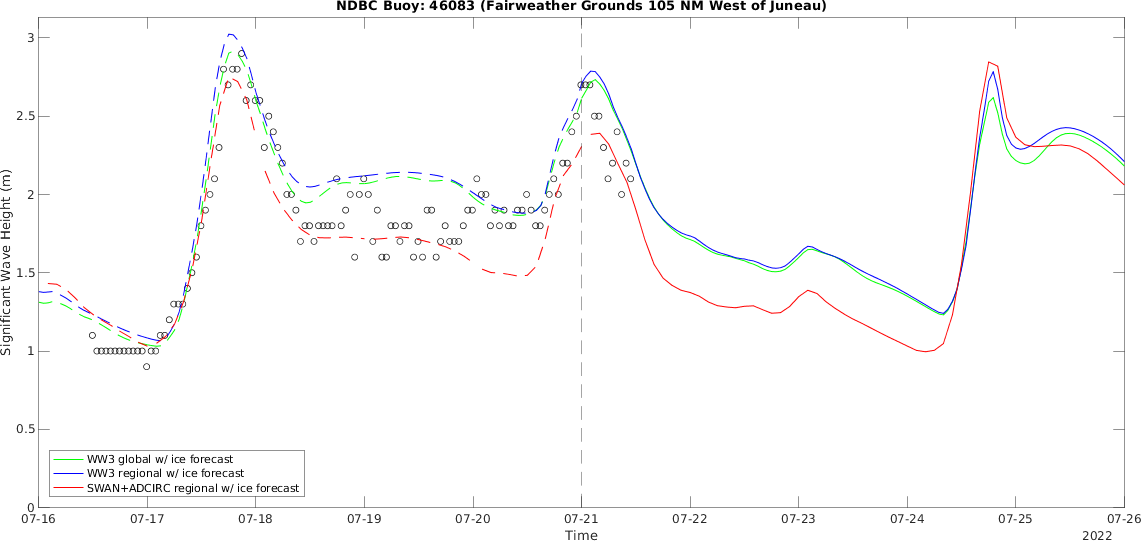 NDBC Buoy: 46083 (Fairweather Grounds 105 NM West of Juneau)
Significant Wave Height (m)
3
2.5
2
1.5
1
0.5
0
WW3 global w/ ice forecast
WW3 regional w/ ice forecast
SWAN+ADCIRC regional w/ ice forecast
07-16 07-17 07-18 07-19 07-20 07-21 07-22 07-23 07-24 07-25 07-26
Time
2022